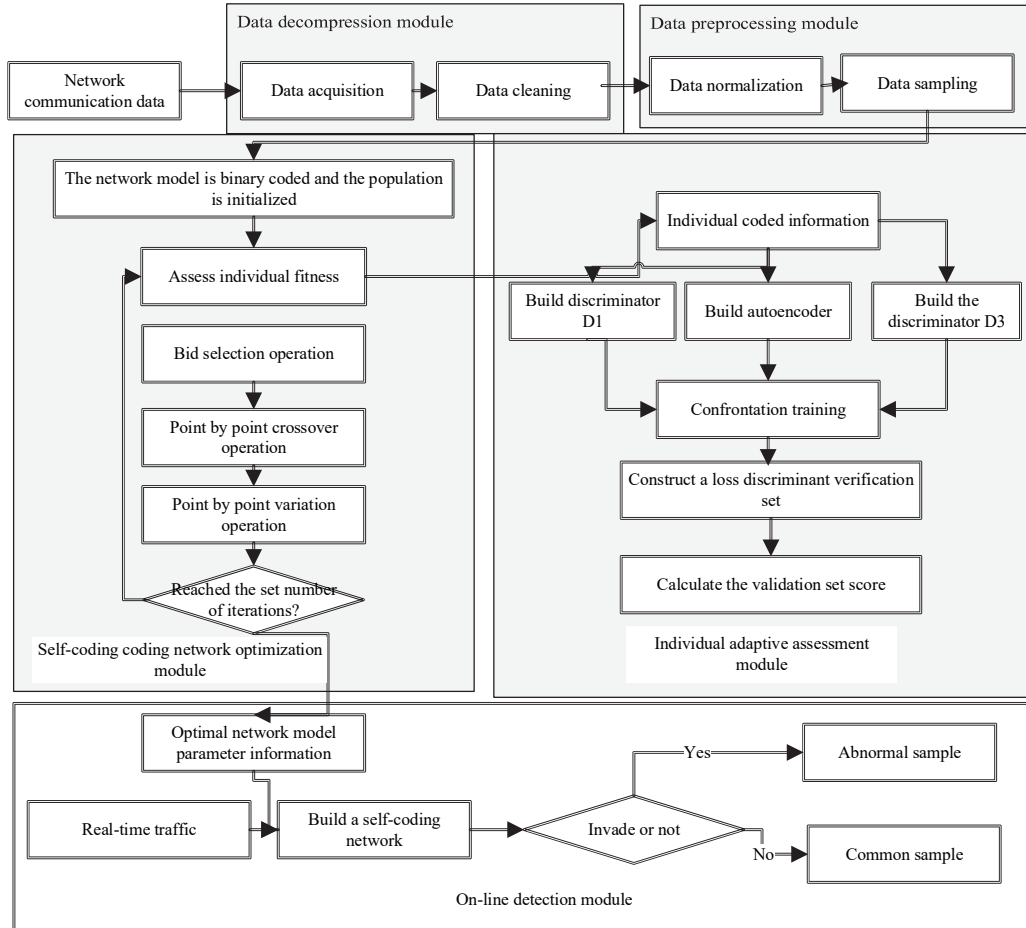 Data decompression module
Data preprocessing module
Network
communication data
Data acquisition
Data cleaning
Data normalization
Data sampling
The network model is binary coded and the population
is initialized
Individual coded information
Assess individual fitness
Build discriminator
D1
Build autoencoder
Build the
discriminator D3
Bid selection operation
Confrontation training
Point by point crossover
operation
Construct a loss discriminant verification
set
Point by point variation
operation
Calculate the validation set score
Reached the set number
of iterations?
Self-coding coding network optimization
module
Individual adaptive assessment
module
Optimal network model
parameter information
Yes
Abnormal sample
Real-time traffic
Build a self-coding
network
Invade or not
No
Common sample
On-line detection module